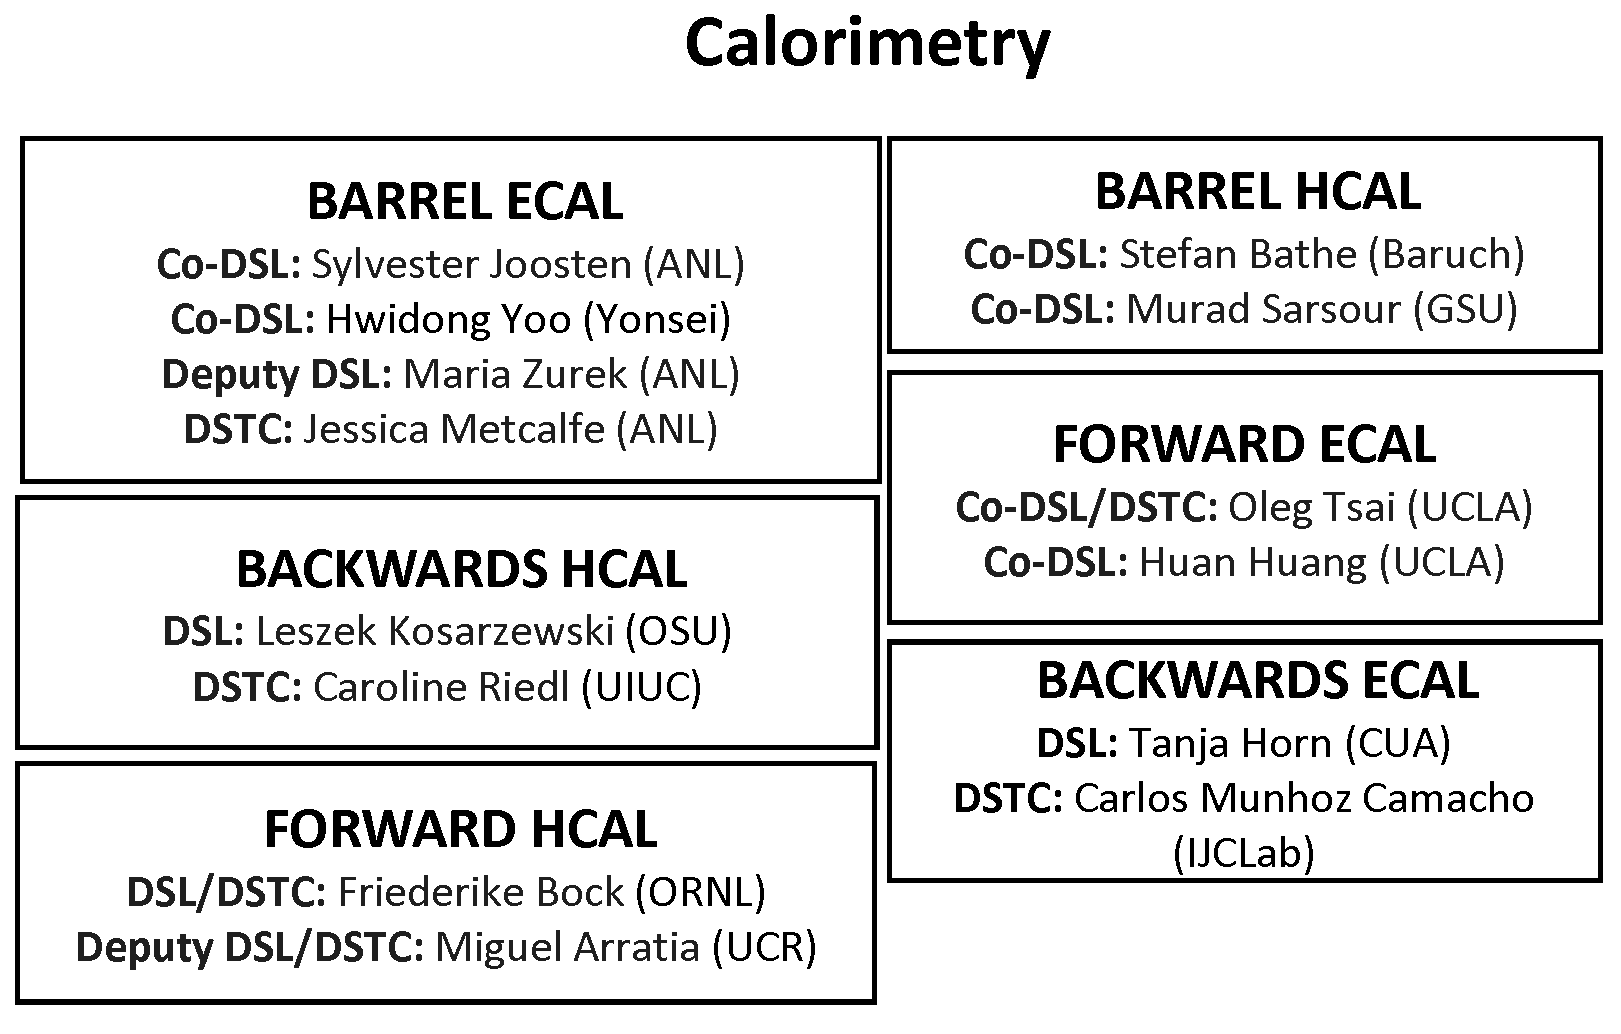 Calorimetry
BARREL ECAL
Co-DSL: Sylvester Joosten (ANL)
Co-DSL: Hwidong Yoo (Yonsei)
Deputy DSL: Maria Zurek (ANL)
DSTC: Jessica Metcalfe (ANL)
BACKWARDS HCAL
DSL: Leszek Kosarzewski (OSU)
DSTC: Caroline Riedl (UIUC)
FORWARD HCAL
DSL/DSTC: Friederike Bock (ORNL)
Deputy DSL/DSTC: Miguel Arratia (UCR)
BARREL HCAL
Co-DSL: Stefan Bathe (Baruch)
Co-DSL: Murad Sarsour (GSU)
FORWARD ECAL
Co-DSL/DSTC: Oleg Tsai (UCLA)
Co-DSL: Huan Huang (UCLA)
BACKWARDS ECAL
DSL: Tanja Horn (CUA)
DSTC: Carlos Munhoz Camacho
(IJCLab)